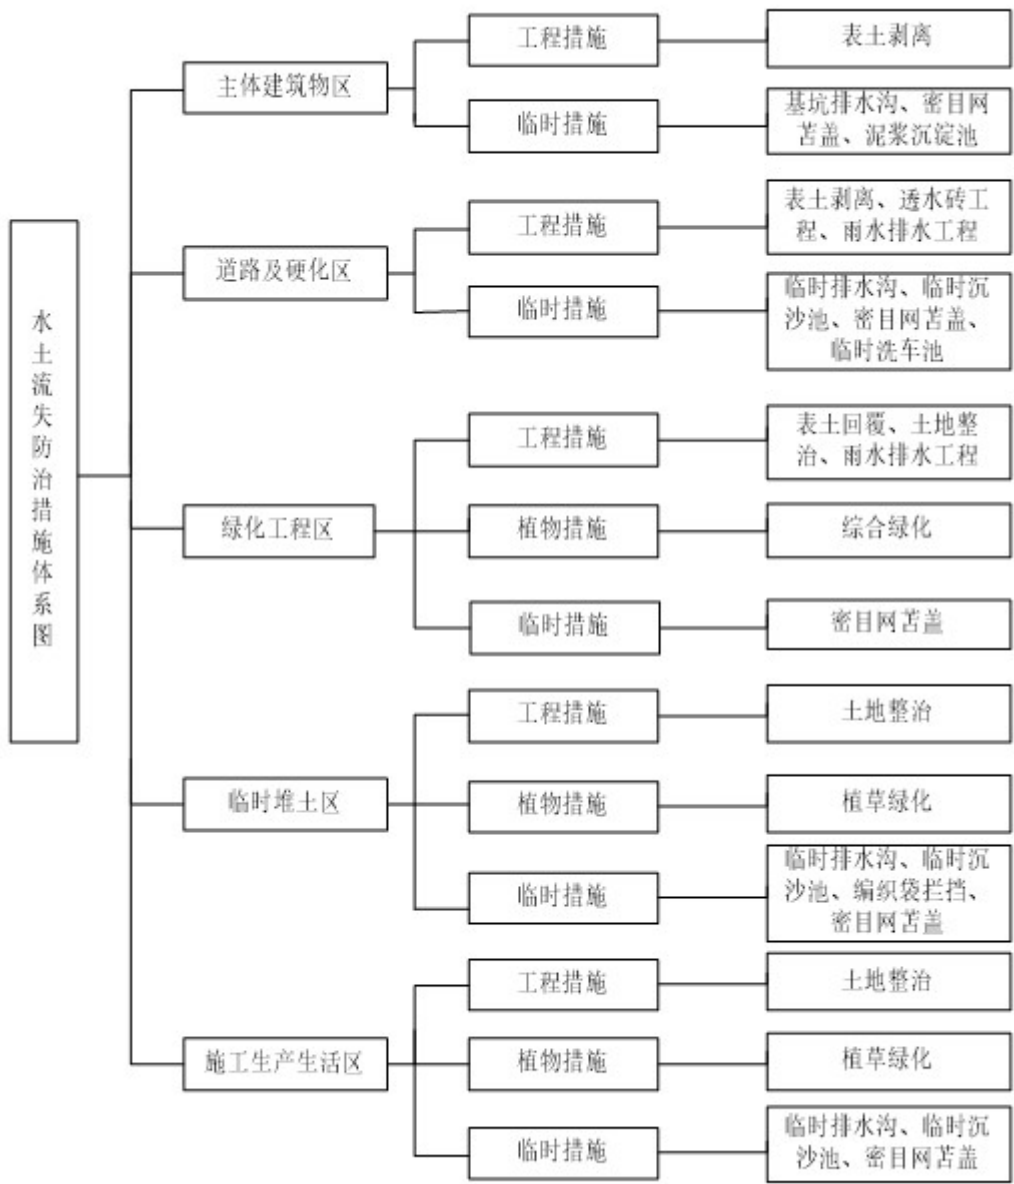 水土流失防治措施体系图
主体建筑物区
工程措施
表土剥离
临时措施
基坑排水沟、密目网
苫盖、泥浆沉淀池
道路及硬化区
工程措施
表土剥离、透水砖工
程、雨水排水工程
临时措施
临时排水沟、临时沉
沙池、密目网苫盖、
临时洗车池
绿化工程区
工程措施
表土回覆、土地整
治、雨水排水工程
植物措施
综合绿化
临时措施
密目网苫盖
临时堆土区
工程措施
土地整治
植物措施
植草绿化
临时措施
临时排水沟、临时沉
沙池、编织袋拦挡、
密目网苫盖
施工生产生活区
工程措施
土地整治
植物措施
植草绿化
临时措施
临时排水沟、临时沉
沙池、密目网苫盖